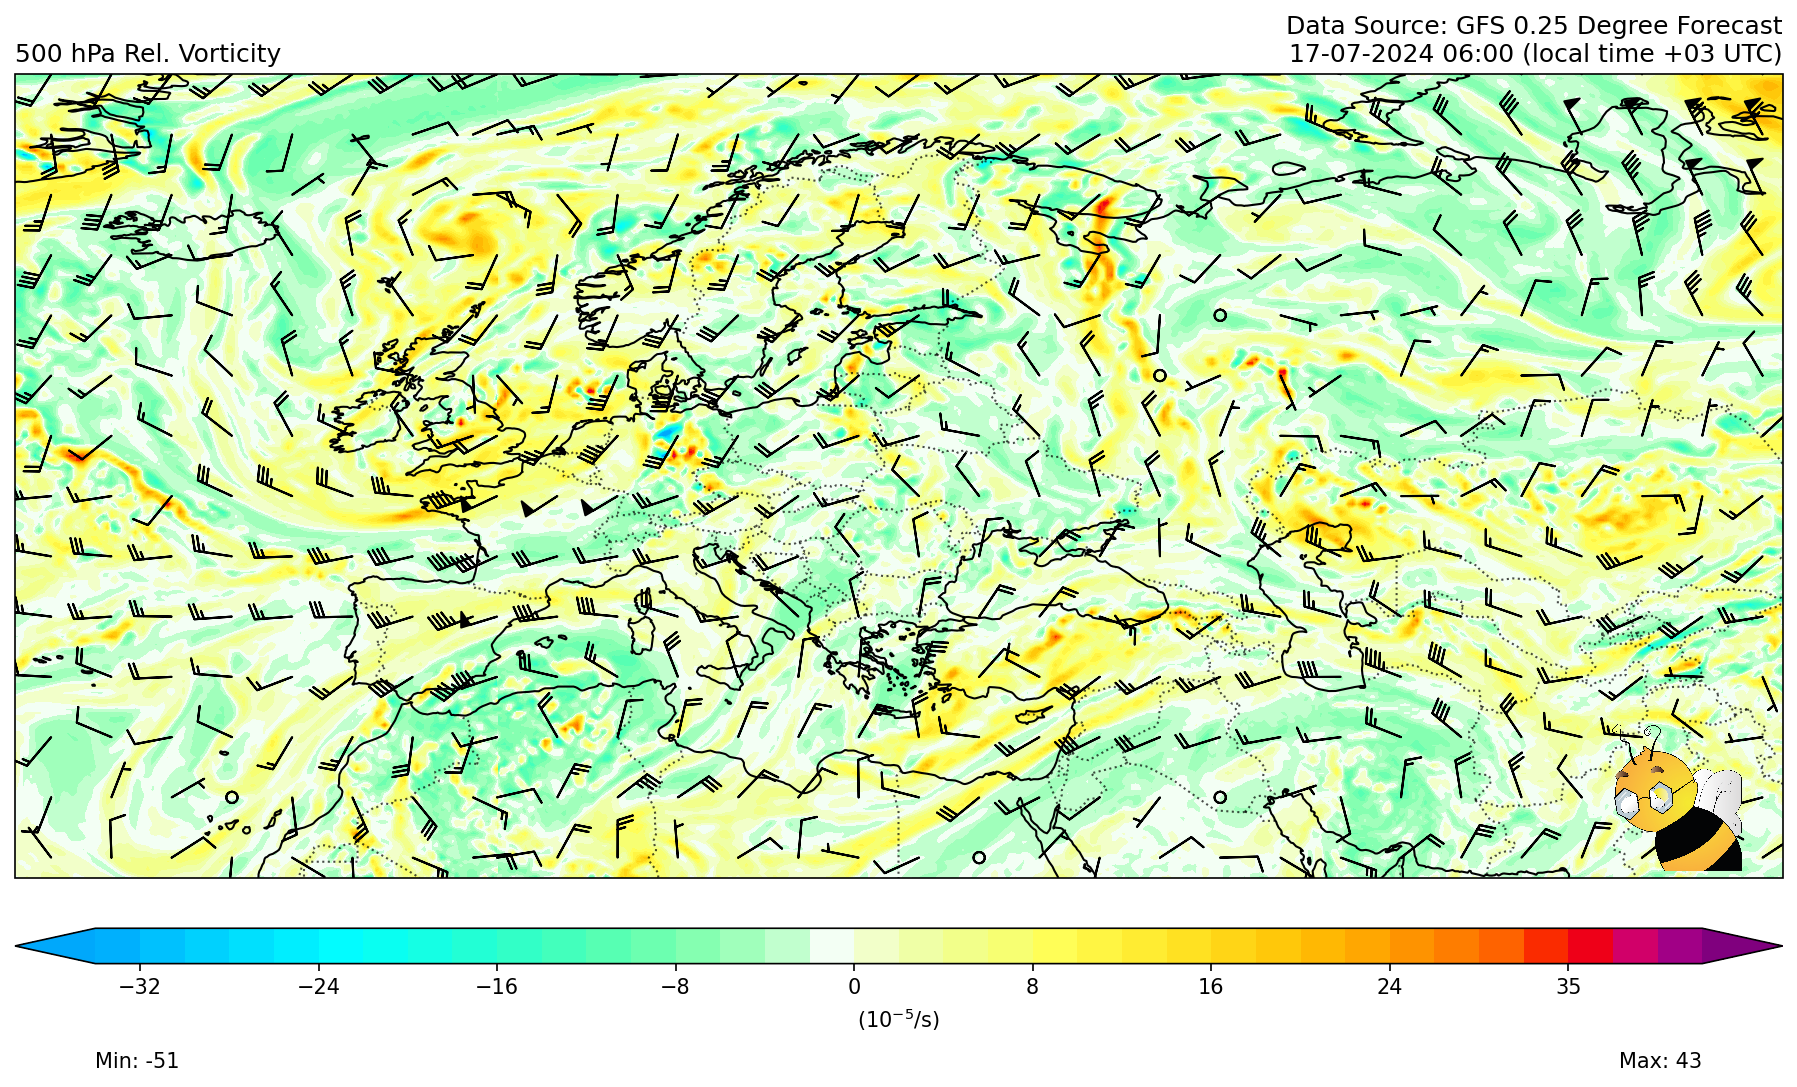 Data Source: GFS 0.25 Degree Forecast
500 hPa Rel. Vorticity
17-07-2024 06:00 (local time +03 UTC)
−32 −24 −16 −8 0 8 16 24 35
(10⁻⁵/s)
Min: -51
Max: 43